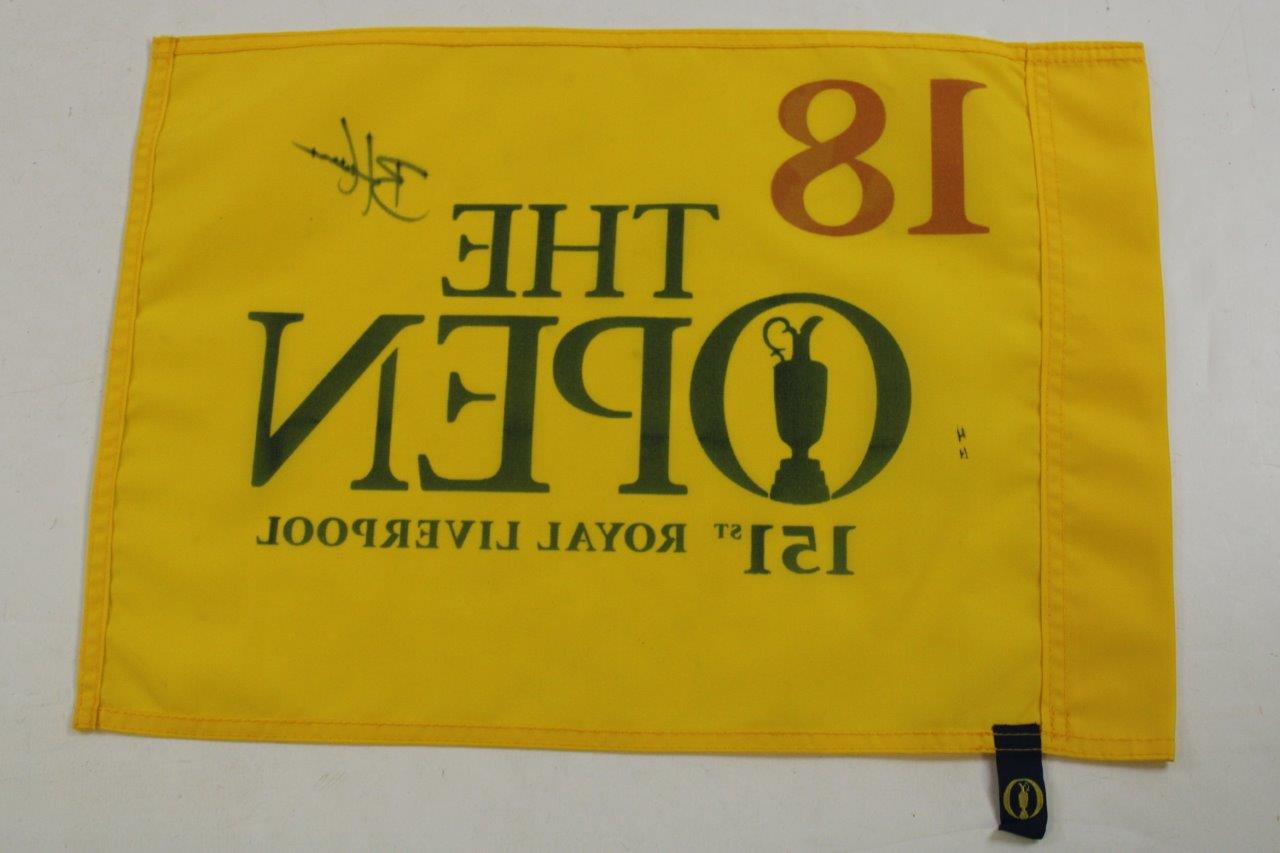 18
THE
OPEN
151ST ROYAL LIVERPOOL